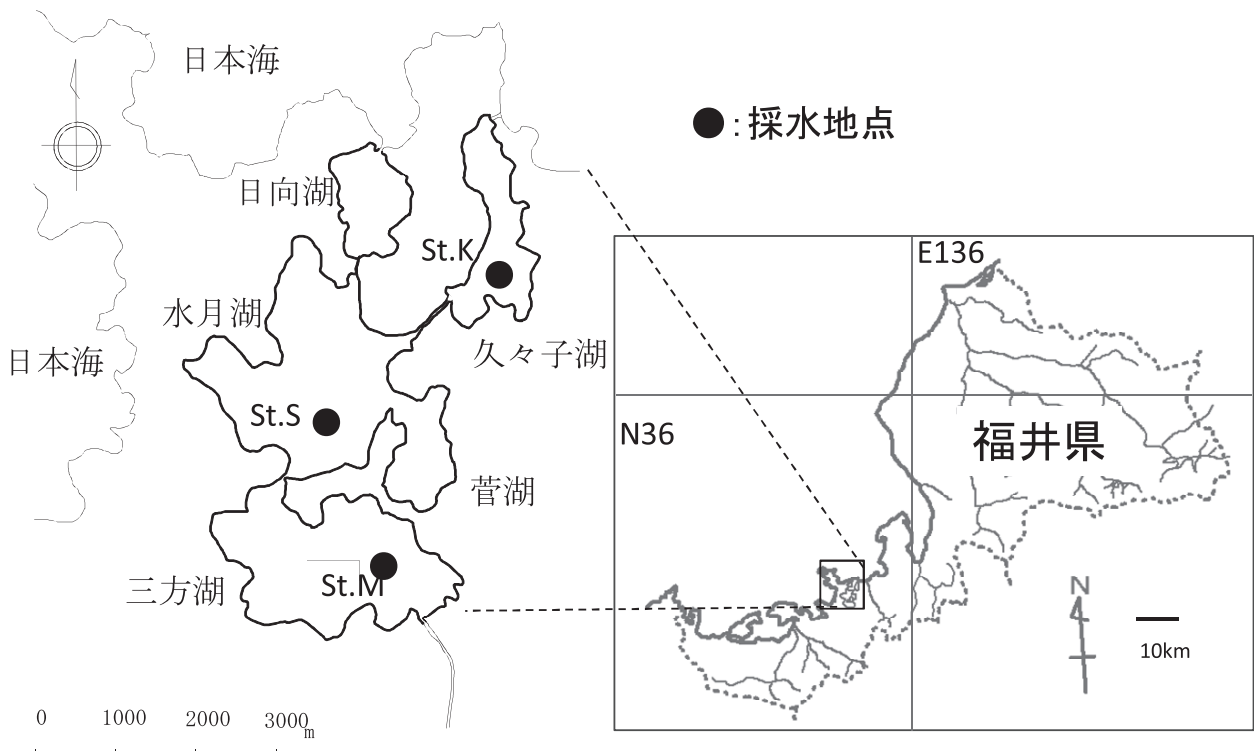 日本海
●:採水地点
日向湖
St.K
E136
水月湖
久々子湖
日本海
St.S
N36
福井県
菅湖
St.M
三方湖
N
10km
0 1000 2000 3000m